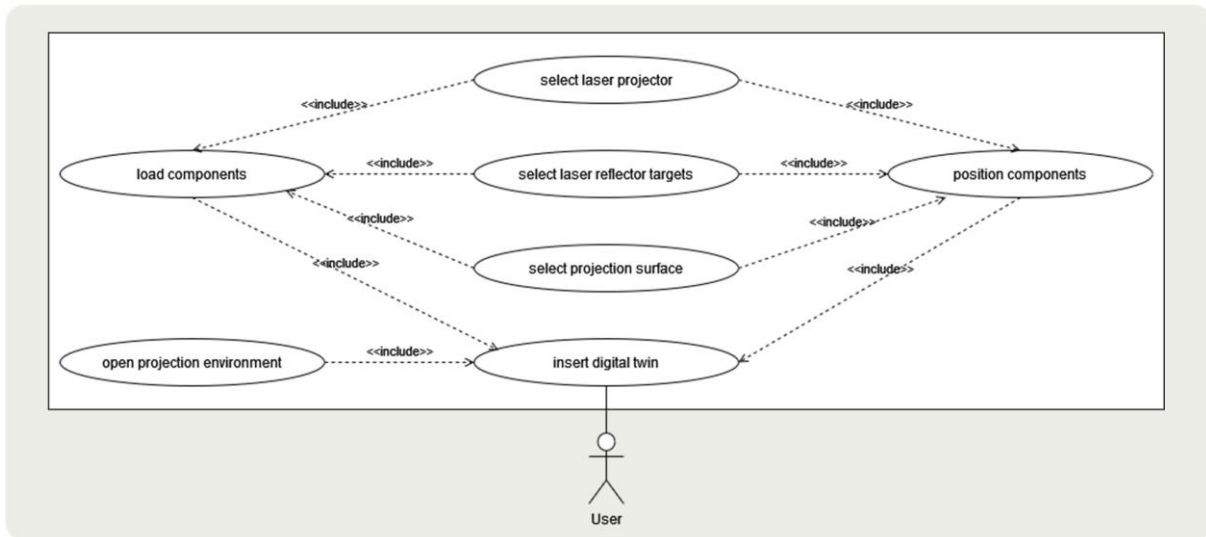 select laser projector
<<include>>
<<include>>
load components
<<include>>
select laser reflector targets
<<include>>
position components
<<include>>
<<include>>
select projection surface
<<include>>
<<include>>
open projection environment
<<include>>
insert digital twin
User